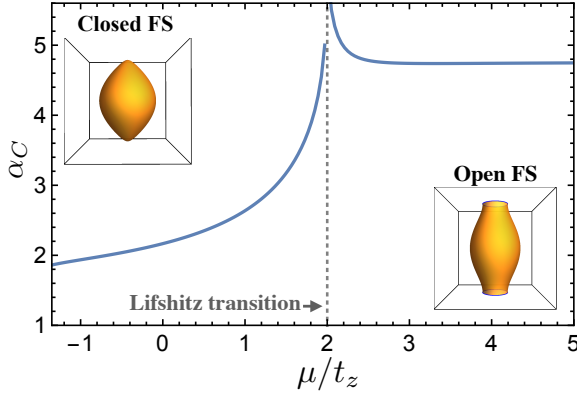 Closed FS
5
4
α_C
3
Open FS
2
Lifshitz transition
1
-1 0 1 2 3 4 5
μ/t_z